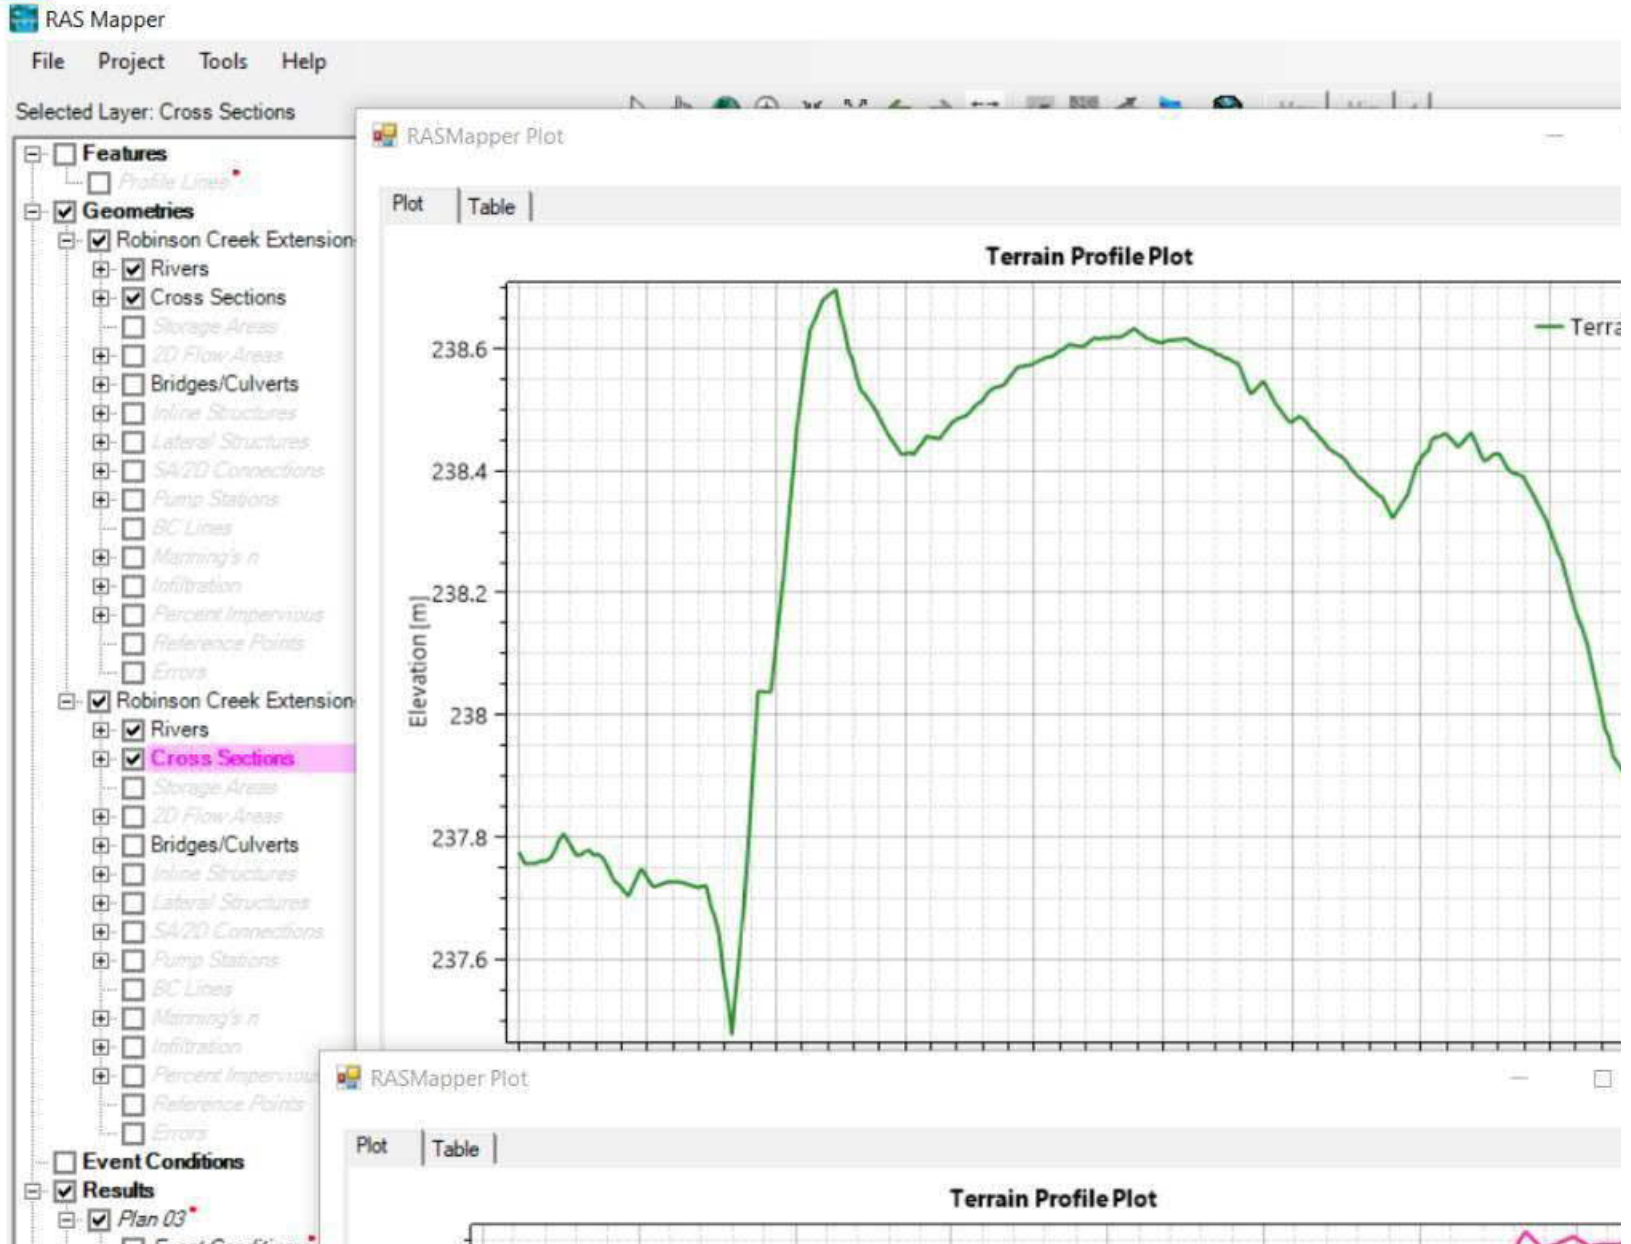 RAS Mapper
File Project Tools Help
Selected Layer: Cross Sections
Features
Profile Lines
Geometries
Robinson Creek Extension
Rivers
Cross Sections
Storage Areas
2D Flow Areas
Bridges/Culverts
Inline Structures
Lateral Structures
SA/2D Connections
Pump Stations
BC Lines
Manning's n
Infiltration
Percent Impervious
Reference Points
Errors
Robinson Creek Extension
Rivers
Cross Sections
Storage Areas
2D Flow Areas
Bridges/Culverts
Inline Structures
Lateral Structures
SA/2D Connections
Pump Stations
BC Lines
Manning's n
Infiltration
Percent Impervious
Reference Points
Errors
Event Conditions
Results
Plan 03
RASMapper Plot
Plot Table
Terrain Profile Plot
Terra
238.6
238.4
238.2
238
237.8
237.6
Elevation [m]
RASMapper Plot
Plot Table
Terrain Profile Plot